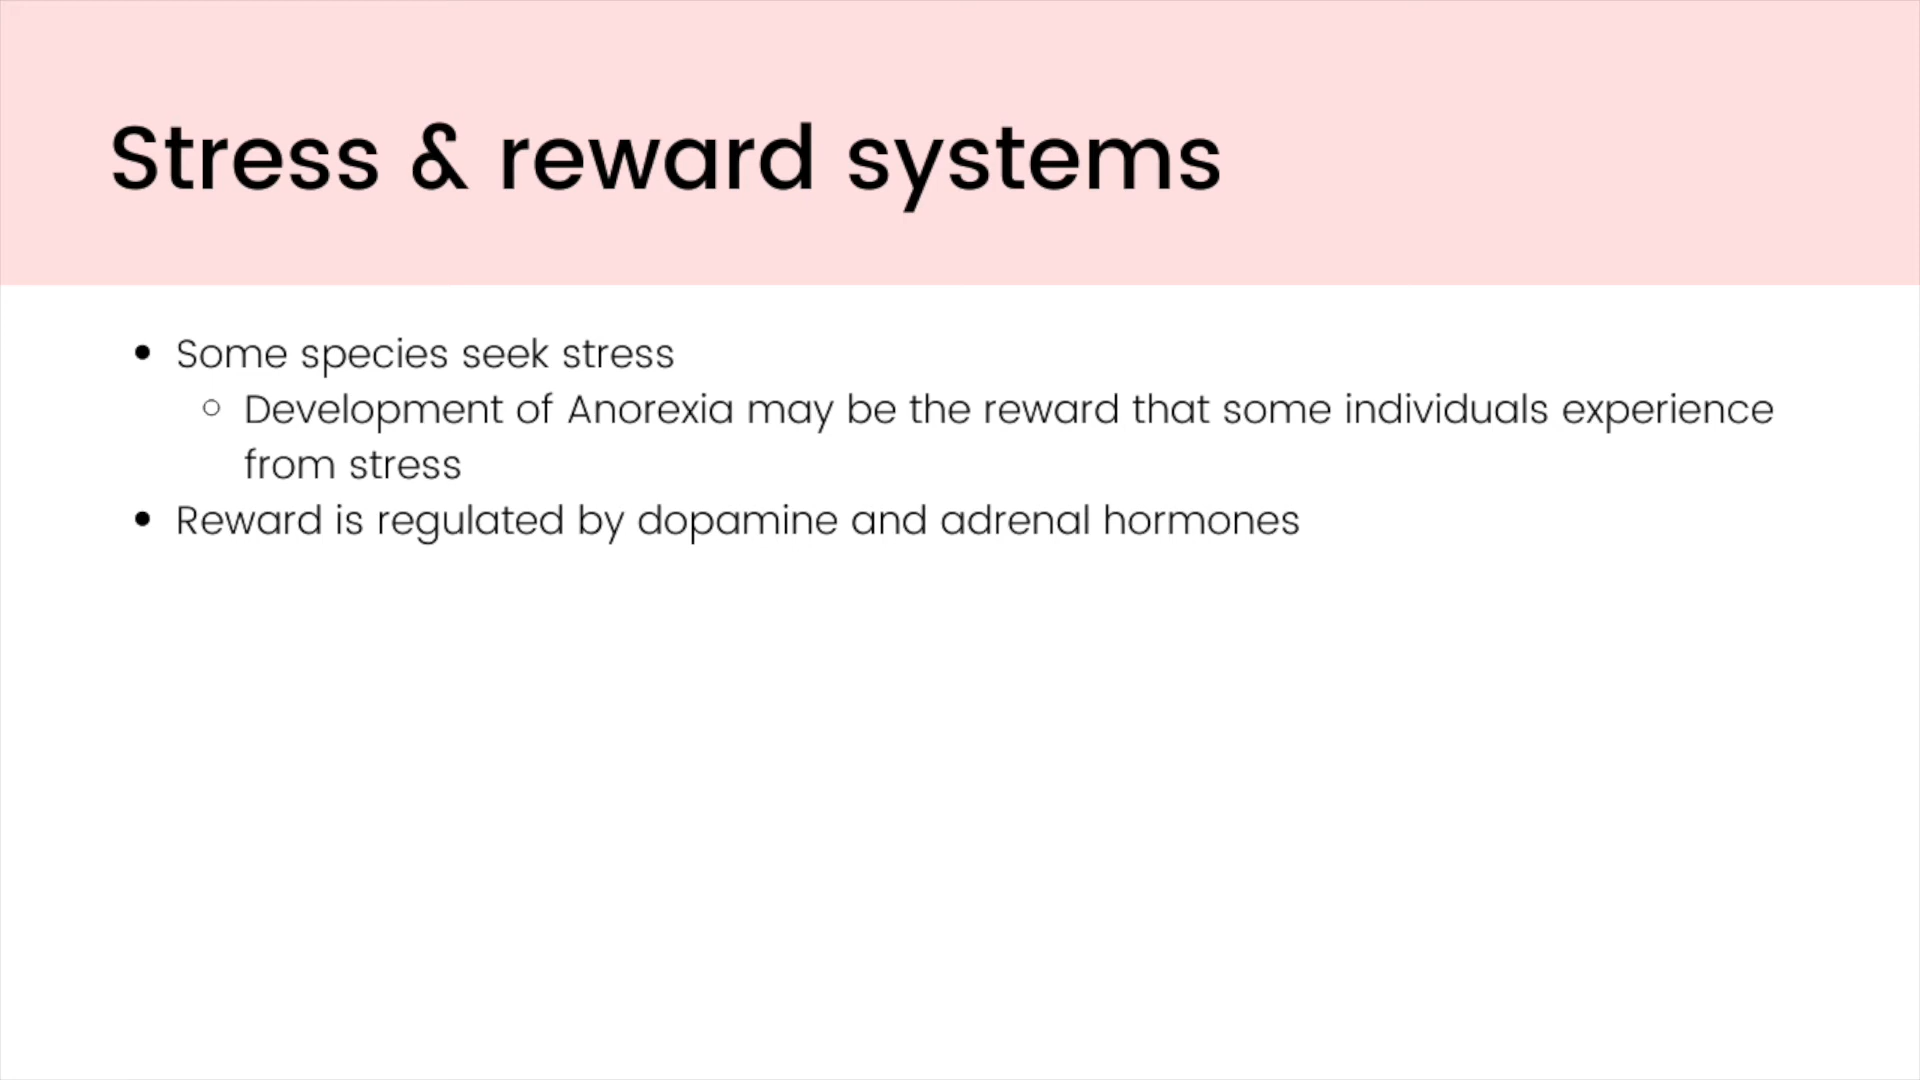 Stress & reward systems
• Some species seek stress
○ Development of Anorexia may be the reward that some individuals experience
from stress
• Reward is regulated by dopamine and adrenal hormones